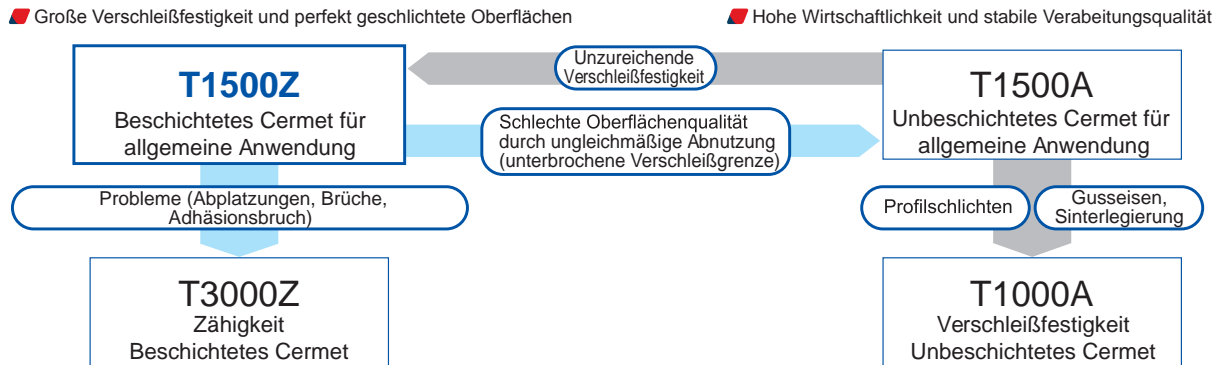 Große Verschleißfestigkeit und perfekt geschlichtete Oberflächen
Hohe Wirtschaftlichkeit und stabile Verabeitungsqualität
T1500Z
Beschichtetes Cermet für
allgemeine Anwendung
Unzureichende
Verschleißfestigkeit
Schlechte Oberflächenqualität
durch ungleichmäßige Abnutzung
(unterbrochene Verschleißgrenze)
T1500A
Unbeschichtetes Cermet für
allgemeine Anwendung
Probleme (Abplatzungen, Brüche,
Adhäsionsbruch)
Profilschlichten
Gusseisen,
Sinterlegierung
T3000Z
Zähigkeit
Beschichtetes Cermet
T1000A
Verschleißfestigkeit
Unbeschichtetes Cermet